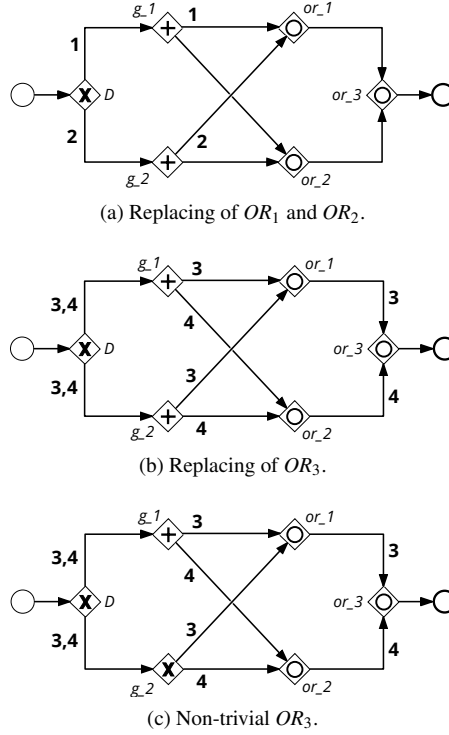 g_1
1
or_1
1
X
D
or_3
2
2
g_2
or_2
(a) Replacing of OR₁ and OR₂.
g_1
3
or_1
3,4
4
3
X
D
or_3
3,4
3
4
g_2
4
or_2
(b) Replacing of OR₃.
g_1
3
or_1
3,4
4
3
X
D
or_3
3,4
3
4
X
g_2
4
or_2
(c) Non-trivial OR₃.